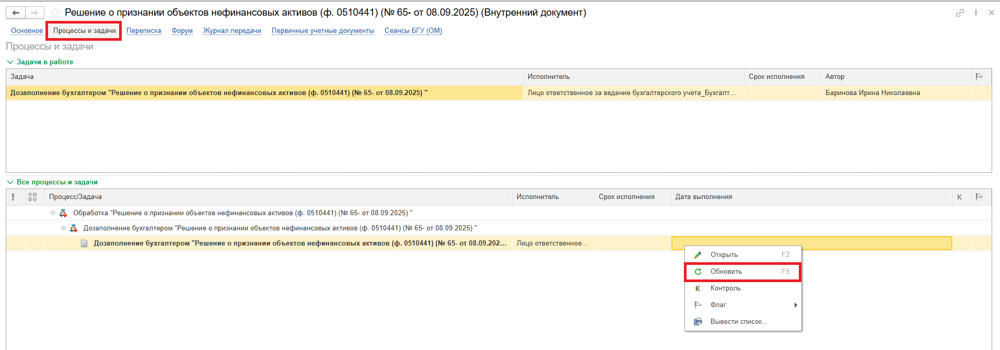 Решение о признании объектов нефинансовых активов (ф. 0510441) (№ 65- от 08.09.2025) (Внутренний документ)
Основное Процессы и задачи Переписка Форум Журнал передачи Первичные учетные документы Сеансы БГУ (ОМ)
Процессы и задачи
Задачи в работе
Задача Исполнитель Срок исполнения Автор
Дозаполнение бухгалтером "Решение о признании объектов нефинансовых активов (ф. 0510441) (№ 65- от 08.09.2025) " Лицо ответственное за ведение бухгалтерского учета_Бухгалт... Баринова Ирина Николаевна
Все процессы и задачи
Процесс/Задача Исполнитель Срок исполнения Дата выполнения К
Обработка "Решение о признании объектов нефинансовых активов (ф. 0510441) (№ 65- от 08.09.2025) "
Дозаполнение бухгалтером "Решение о признании объектов нефинансовых активов (ф. 0510441) (№ 65- от 08.09.2025) "
Дозаполнение бухгалтером "Решение о признании объектов нефинансовых активов (ф. 0510441) (№ 65- от 08.09.202... Лицо ответственное...
Открыть F2
Обновить F5
К Контроль
Флаг
Вывести список...